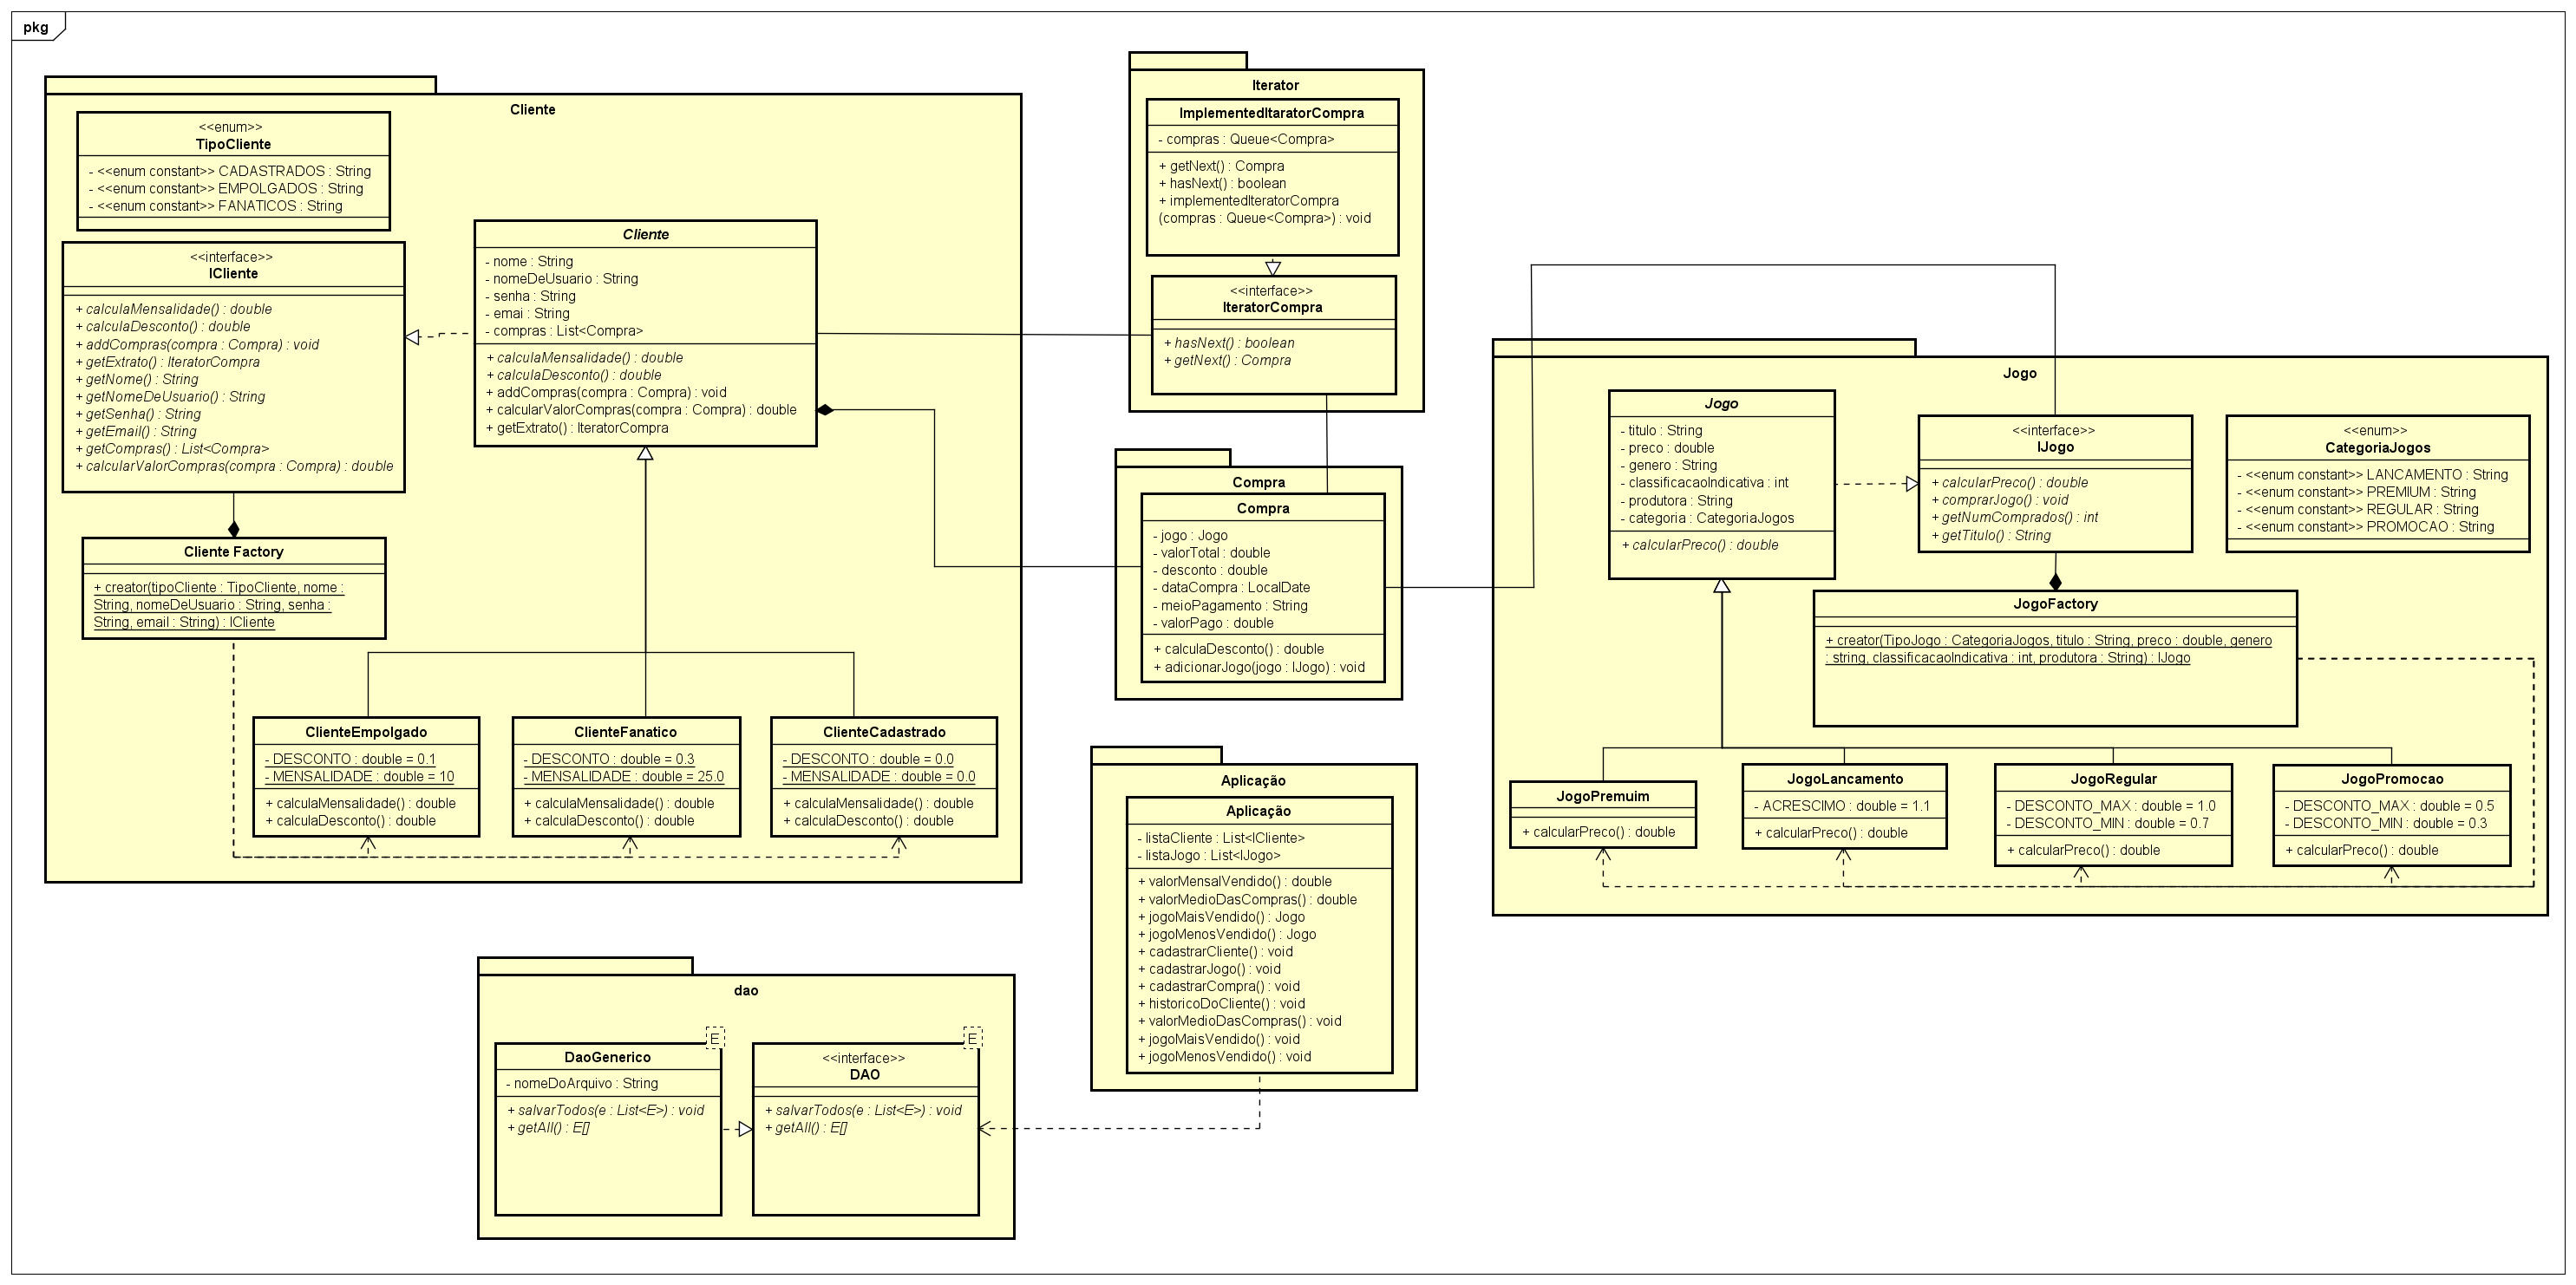 pkg
Cliente
<<enum>>
TipoCliente
- <<enum constant>> CADASTRADOS : String
- <<enum constant>> EMPOLGADOS : String
- <<enum constant>> FANATICOS : String
<<interface>>
ICliente
+ calculaMensalidade() : double
+ calculaDesconto() : double
+ addCompras(compra : Compra) : void
+ getExtrato() : IteratorCompra
+ getNome() : String
+ getNomeDeUsuario() : String
+ getSenha() : String
+ getEmail() : String
+ getCompras() : List<Compra>
+ calcularValorCompras(compra : Compra) : double
Cliente
- nome : String
- nomeDeUsuario : String
- senha : String
- emai : String
- compras : List<Compra>
+ calculaMensalidade() : double
+ calculaDesconto() : double
+ addCompras(compra : Compra) : void
+ calcularValorCompras(compra : Compra) : double
+ getExtrato() : IteratorCompra
Cliente Factory
+ creator(tipoCliente : TipoCliente, nome :
String, nomeDeUsuario : String, senha :
String, email : String) : ICliente
ClienteEmpolgado
- DESCONTO : double = 0.1
- MENSALIDADE : double = 10
+ calculaMensalidade() : double
+ calculaDesconto() : double
ClienteFanatico
- DESCONTO : double = 0.3
- MENSALIDADE : double = 25.0
+ calculaMensalidade() : double
+ calculaDesconto() : double
ClienteCadastrado
- DESCONTO : double = 0.0
- MENSALIDADE : double = 0.0
+ calculaMensalidade() : double
+ calculaDesconto() : double
Iterator
ImplementedItaratorCompra
- compras : Queue<Compra>
+ getNext() : Compra
+ hasNext() : boolean
+ implementedIteratorCompra
(compras : Queue<Compra>) : void
<<interface>>
IteratorCompra
+ hasNext() : boolean
+ getNext() : Compra
Compra
Compra
- jogo : Jogo
- valorTotal : double
- desconto : double
- dataCompra : LocalDate
- meioPagamento : String
- valorPago : double
+ calculaDesconto() : double
+ adicionarJogo(jogo : IJogo) : void
Jogo
Jogo
- titulo : String
- preco : double
- genero : String
- classificacaoIndicativa : int
- produtora : String
- categoria : CategoriaJogos
+ calcularPreco() : double
<<interface>>
IJogo
+ calcularPreco() : double
+ comprarJogo() : void
+ getNumComprados() : int
+ getTitulo() : String
<<enum>>
CategoriaJogos
- <<enum constant>> LANCAMENTO : String
- <<enum constant>> PREMIUM : String
- <<enum constant>> REGULAR : String
- <<enum constant>> PROMOCAO : String
JogoFactory
+ creator(TipoJogo : CategoriaJogos, titulo : String, preco : double, genero
: string, classificacaoIndicativa : int, produtora : String) : IJogo
JogoPremuim
+ calcularPreco() : double
JogoLancamento
- ACRESCIMO : double = 1.1
+ calcularPreco() : double
JogoRegular
- DESCONTO_MAX : double = 1.0
- DESCONTO_MIN : double = 0.7
+ calcularPreco() : double
JogoPromocao
- DESCONTO_MAX : double = 0.5
- DESCONTO_MIN : double = 0.3
+ calcularPreco() : double
Aplicação
Aplicação
- listaCliente : List<ICliente>
- listaJogo : List<IJogo>
+ valorMensalVendido() : double
+ valorMedioDasCompras() : double
+ jogoMaisVendido() : Jogo
+ jogoMenosVendido() : Jogo
+ cadastrarCliente() : void
+ cadastrarJogo() : void
+ cadastrarCompra() : void
+ historicoDoCliente() : void
+ valorMedioDasCompras() : void
+ jogoMaisVendido() : void
+ jogoMenosVendido() : void
dao
E
DaoGenerico
- nomeDoArquivo : String
+ salvarTodos(e : List<E>) : void
+ getAll() : E[]
E
<<interface>>
DAO
+ salvarTodos(e : List<E>) : void
+ getAll() : E[]